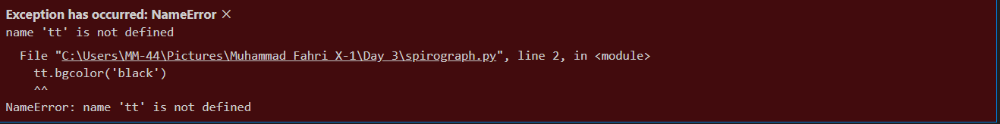 Exception has occurred: NameError ×
name 'tt' is not defined
File "C:\Users\MM-44\Pictures\Muhammad Fahri X-1\Day 3\spirograph.py", line 2, in <module>
tt.bgcolor('black')
^^
NameError: name 'tt' is not defined